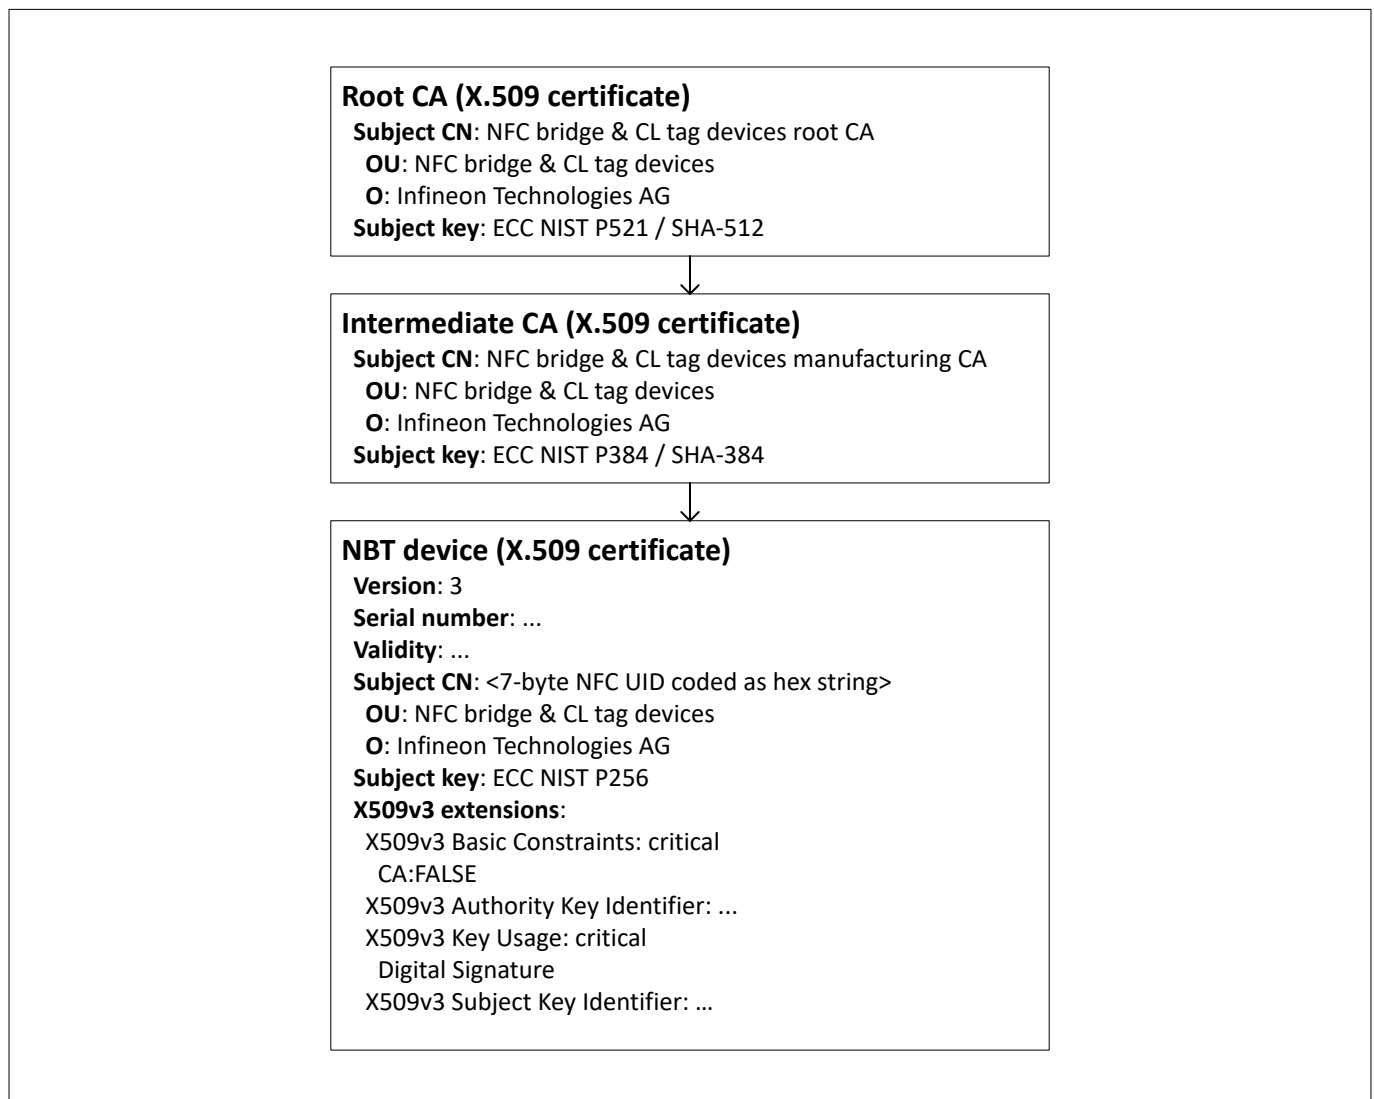 Root CA (X.509 certificate)
Subject CN: NFC bridge & CL tag devices root CA
OU: NFC bridge & CL tag devices
O: Infineon Technologies AG
Subject key: ECC NIST P521 / SHA-512
Intermediate CA (X.509 certificate)
Subject CN: NFC bridge & CL tag devices manufacturing CA
OU: NFC bridge & CL tag devices
O: Infineon Technologies AG
Subject key: ECC NIST P384 / SHA-384
NBT device (X.509 certificate)
Version: 3
Serial number: ...
Validity: ...
Subject CN: <7-byte NFC UID coded as hex string>
OU: NFC bridge & CL tag devices
O: Infineon Technologies AG
Subject key: ECC NIST P256
X509v3 extensions:
X509v3 Basic Constraints: critical
CA:FALSE
X509v3 Authority Key Identifier: ...
X509v3 Key Usage: critical
Digital Signature
X509v3 Subject Key Identifier: ...